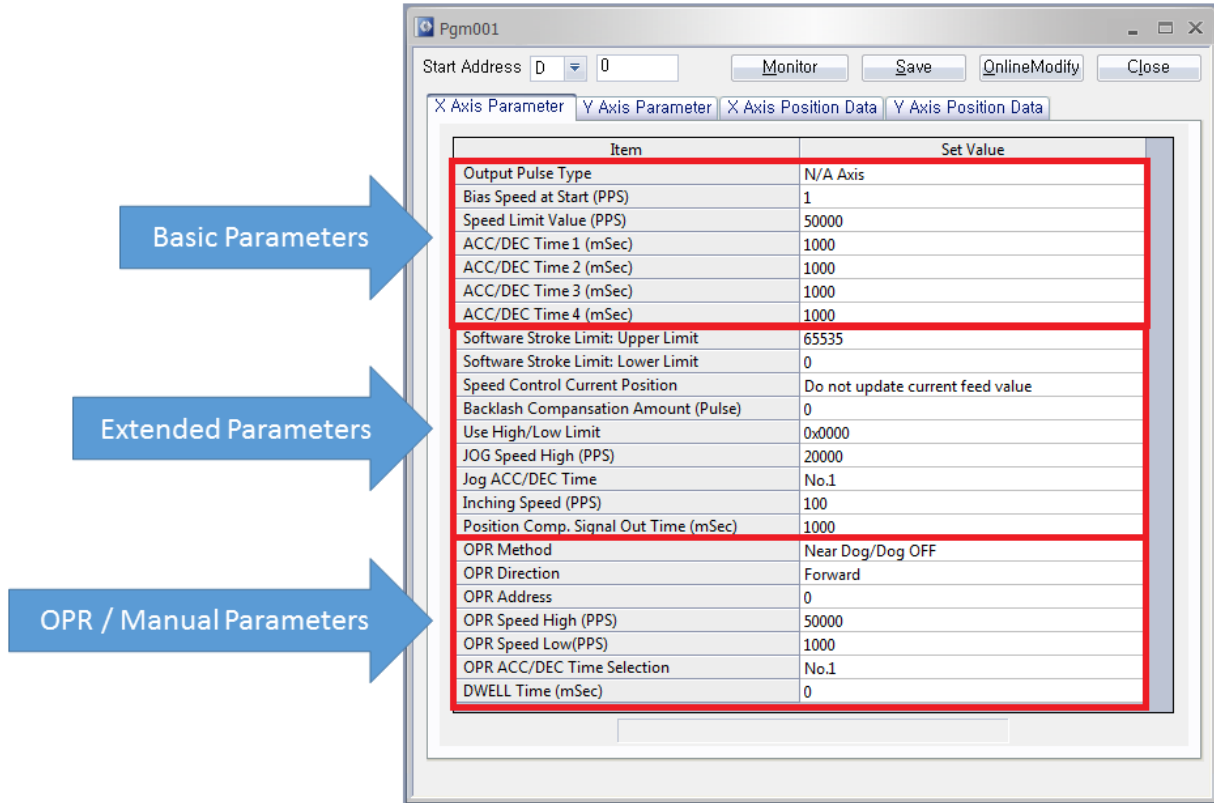 Pgm001
Start Address D 0 Monitor Save OnlineModify Close
X Axis Parameter Y Axis Parameter X Axis Position Data Y Axis Position Data
Item Set Value
Output Pulse Type N/A Axis
Bias Speed at Start (PPS) 1
Speed Limit Value (PPS) 50000
ACC/DEC Time 1 (mSec) 1000
ACC/DEC Time 2 (mSec) 1000
ACC/DEC Time 3 (mSec) 1000
ACC/DEC Time 4 (mSec) 1000
Software Stroke Limit: Upper Limit 65535
Software Stroke Limit: Lower Limit 0
Speed Control Current Position Do not update current feed value
Backlash Compansation Amount (Pulse) 0
Use High/Low Limit 0x0000
JOG Speed High (PPS) 20000
Jog ACC/DEC Time No.1
Inching Speed (PPS) 100
Position Comp. Signal Out Time (mSec) 1000
OPR Method Near Dog/Dog OFF
OPR Direction Forward
OPR Address 0
OPR Speed High (PPS) 50000
OPR Speed Low(PPS) 1000
OPR ACC/DEC Time Selection No.1
DWELL Time (mSec) 0
Basic Parameters
Extended Parameters
OPR / Manual Parameters